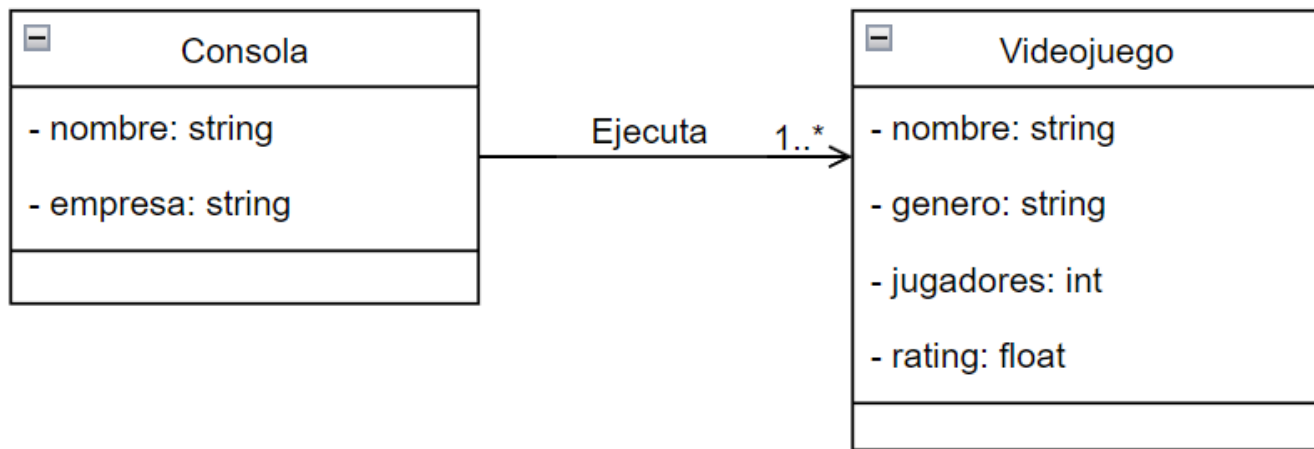 Consola
- nombre: string
- empresa: string
Ejecuta
1..*
Videojuego
- nombre: string
- genero: string
- jugadores: int
- rating: float